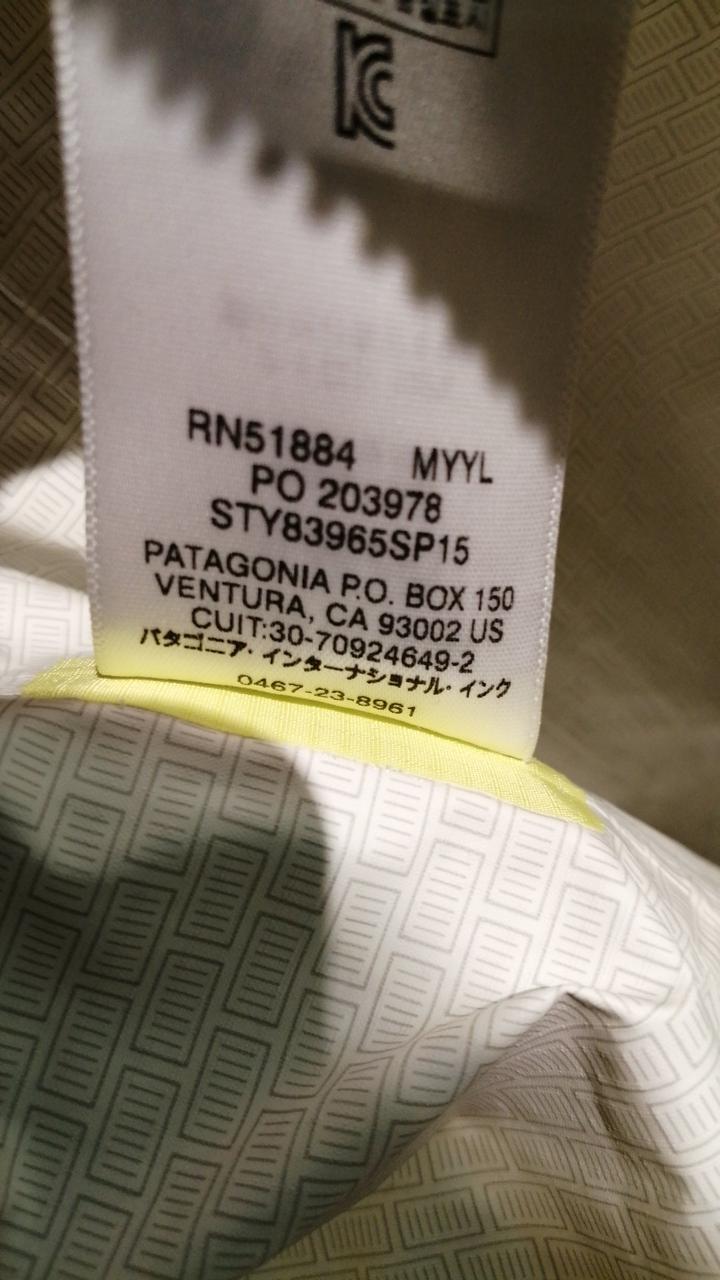 KC
RN51884 MYYL
PO 203978
STY83965SP15
PATAGONIA P.O. BOX 150
VENTURA, CA 93002 US
CUIT:30-70924649-2
パタゴニア・インターナショナル・インク
0467-23-8961